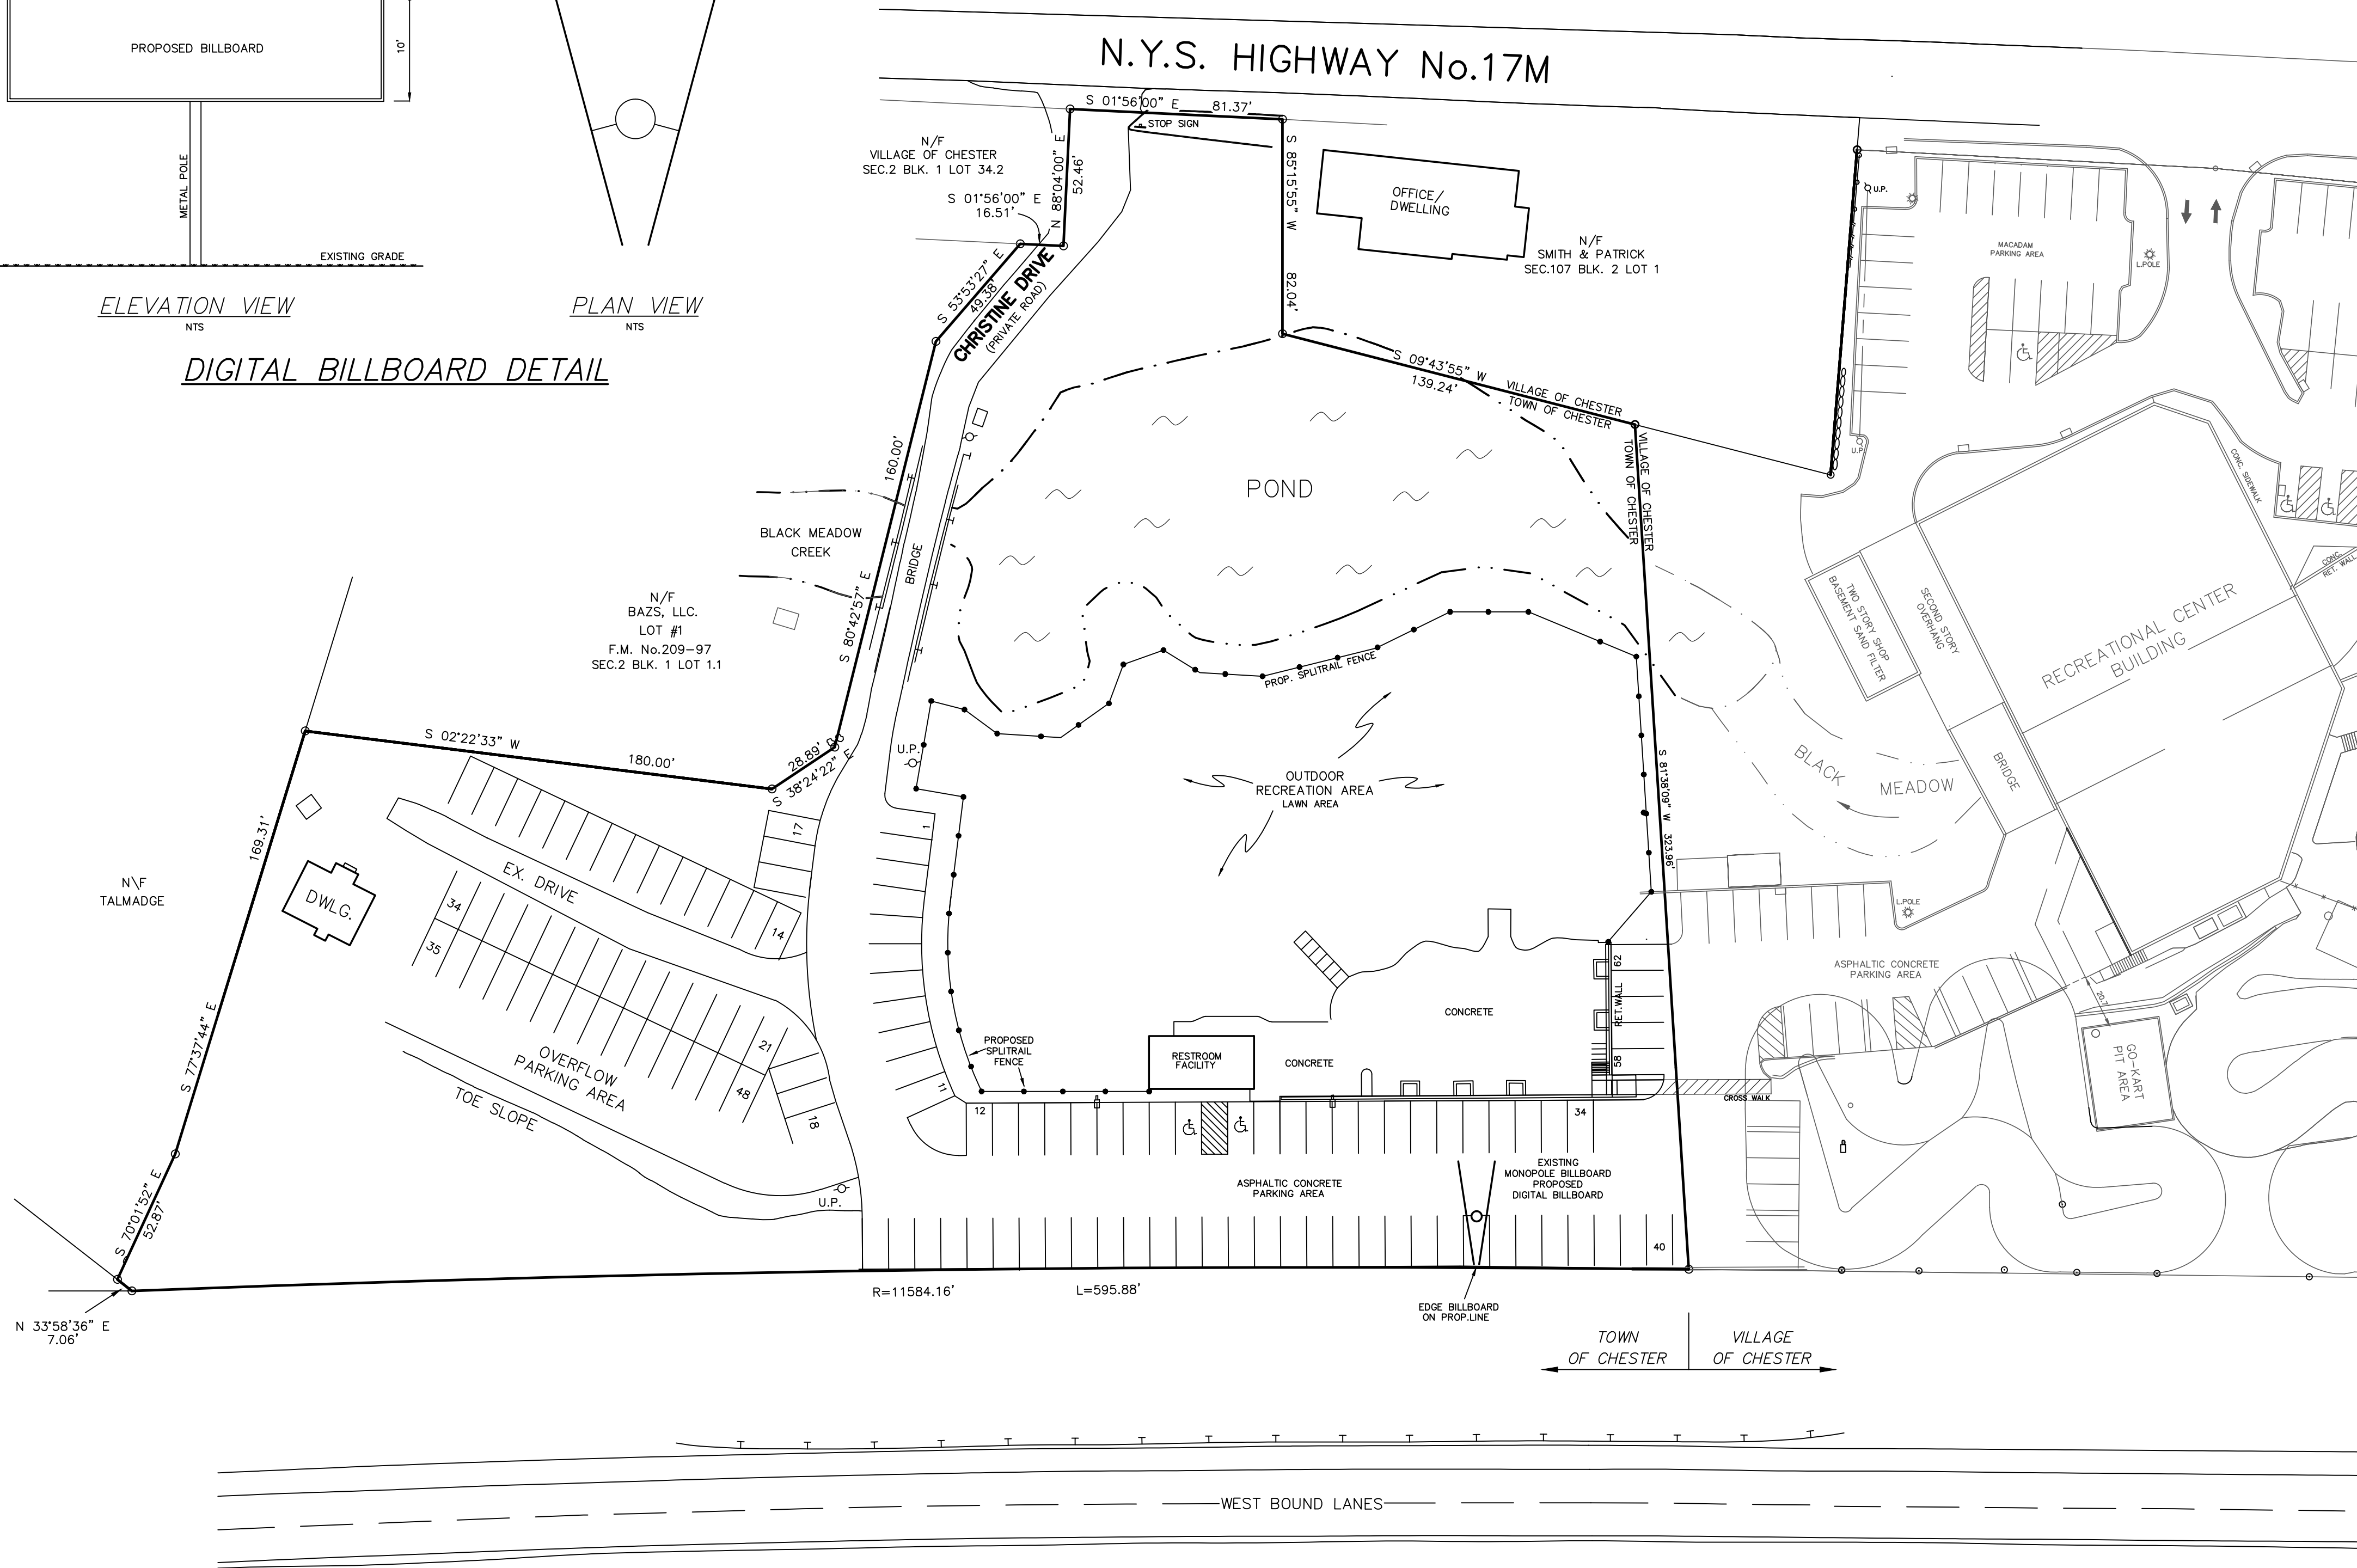 PROPOSED BILLBOARD
10'
METAL POLE
EXISTING GRADE
ELEVATION VIEW
NTS
PLAN VIEW
NTS
DIGITAL BILLBOARD DETAIL
N.Y.S. HIGHWAY No.17M
S 01°56'00" E 81.37'
STOP SIGN
N/F
VILLAGE OF CHESTER
SEC.2 BLK. 1 LOT 34.2
S 01°56'00" E
16.51'
N 88°04'00" E
52.46'
S 85°15'55" W 82.04'
OFFICE/
DWELLING
N/F
SMITH & PATRICK
SEC.107 BLK. 2 LOT 1
U.P.
MACADAM
PARKING AREA
L.POLE
S 53°53'27" E
49.38'
CHRISTINE DRIVE
(PRIVATE ROAD)
S 09°43'55" W
139.24'
VILLAGE OF CHESTER
TOWN OF CHESTER
VILLAGE OF CHESTER
TOWN OF CHESTER
U.P.
CONC. SIDEWALK
CONC.
RET. WALL
S 80°42'57" E 160.00'
POND
BLACK MEADOW
CREEK
BRIDGE
N/F
BAZS, LLC.
LOT #1
F.M. No.209-97
SEC.2 BLK. 1 LOT 1.1
TWO STORY SHOP
BASEMENT SAND FILTER
SECOND STORY
OVERHANG
RECREATIONAL CENTER
BUILDING
PROP. SPLITRAIL FENCE
S 02°22'33" W 180.00'
28.89'
S 38°24'22" E
U.P.
OUTDOOR
RECREATION AREA
LAWN AREA
S 81°38'09" W 323.96'
BLACK
MEADOW
BRIDGE
169.31'
S 77°37'44" E
N\F
TALMADGE
DWLG.
EX. DRIVE
17
1
34
35
14
L.POLE
ASPHALTIC CONCRETE
PARKING AREA
62
RET.WALL
58
CONCRETE
CONCRETE
20.7
GO-KART
PIT AREA
PROPOSED
SPLITRAIL
FENCE
RESTROOM
FACILITY
OVERFLOW
PARKING AREA
TOE SLOPE
21
48
18
11
12
34
CROSS WALK
S 70°01'52" E
52.87'
U.P.
ASPHALTIC CONCRETE
PARKING AREA
EXISTING
MONOPOLE BILLBOARD
PROPOSED
DIGITAL BILLBOARD
40
R=11584.16' L=595.88'
EDGE BILLBOARD
ON PROP.LINE
N 33°58'36" E
7.06'
TOWN
OF CHESTER
VILLAGE
OF CHESTER
WEST BOUND LANES